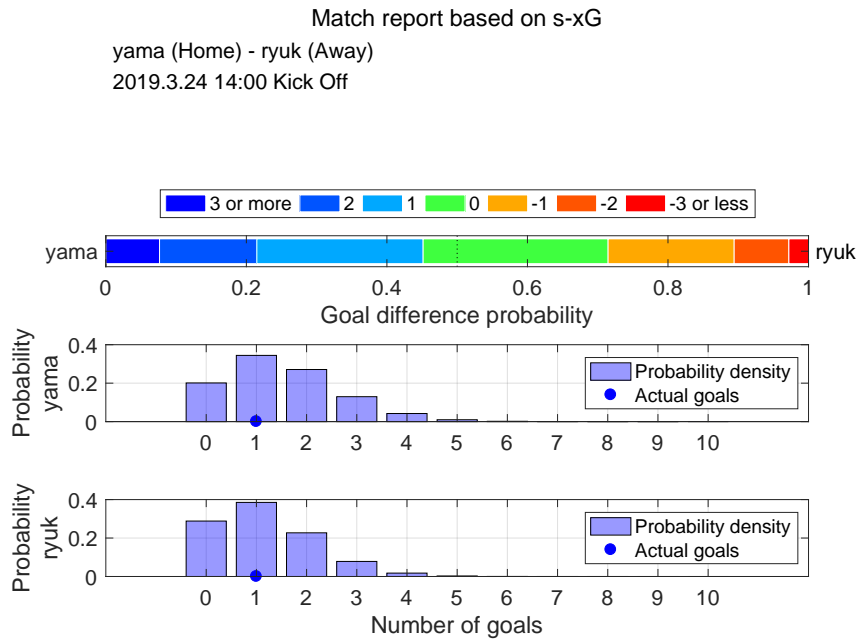 Match report based on s-xG
yama (Home) - ryuk (Away)
2019.3.24 14:00 Kick Off
3 or more 2 1 0 -1 -2 -3 or less
yama ryuk
0 0.2 0.4 0.6 0.8 1
Goal difference probability
Probability
yama
0.4
0.2
0
Probability density
Actual goals
0 1 2 3 4 5 6 7 8 9 10
Probability
ryuk
0.4
0.2
0
Probability density
Actual goals
0 1 2 3 4 5 6 7 8 9 10
Number of goals